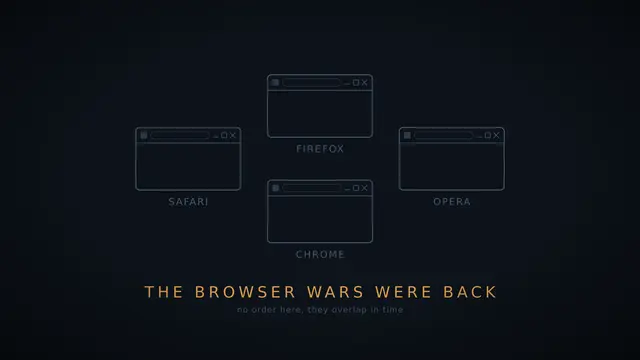 FIREFOX
SAFARI
OPERA
CHROME
THE BROWSER WARS WERE BACK
no order here, they overlap in time